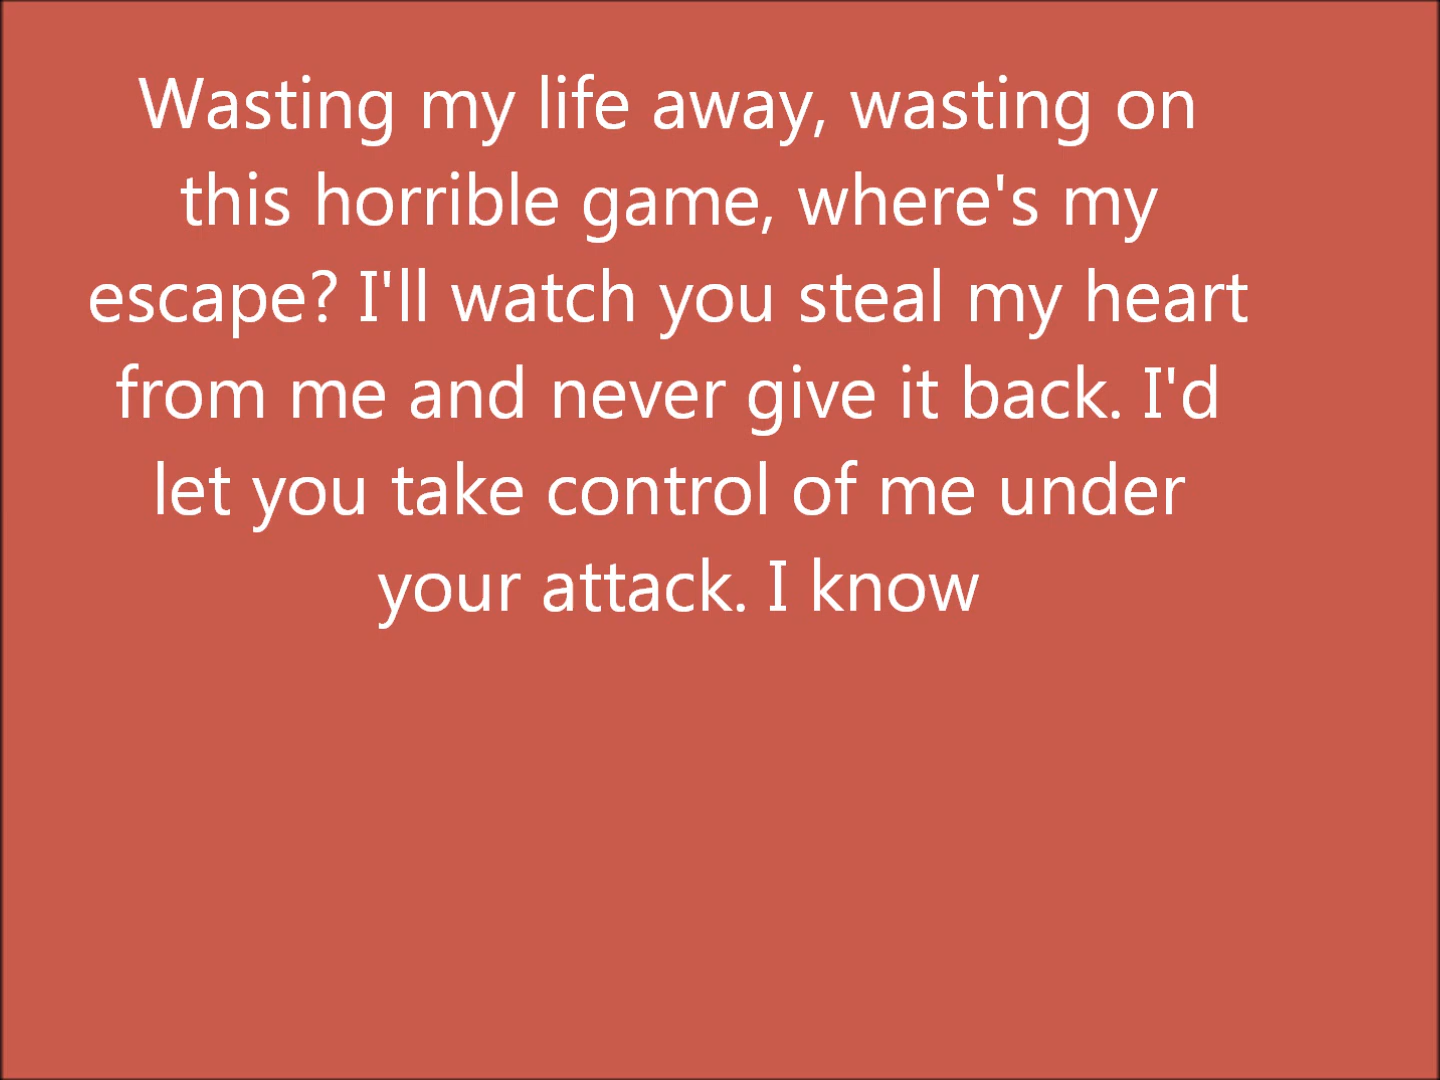 Wasting my life away, wasting on
this horrible game, where's my
escape? I'll watch you steal my heart
from me and never give it back. I'd
let you take control of me under
your attack. I know